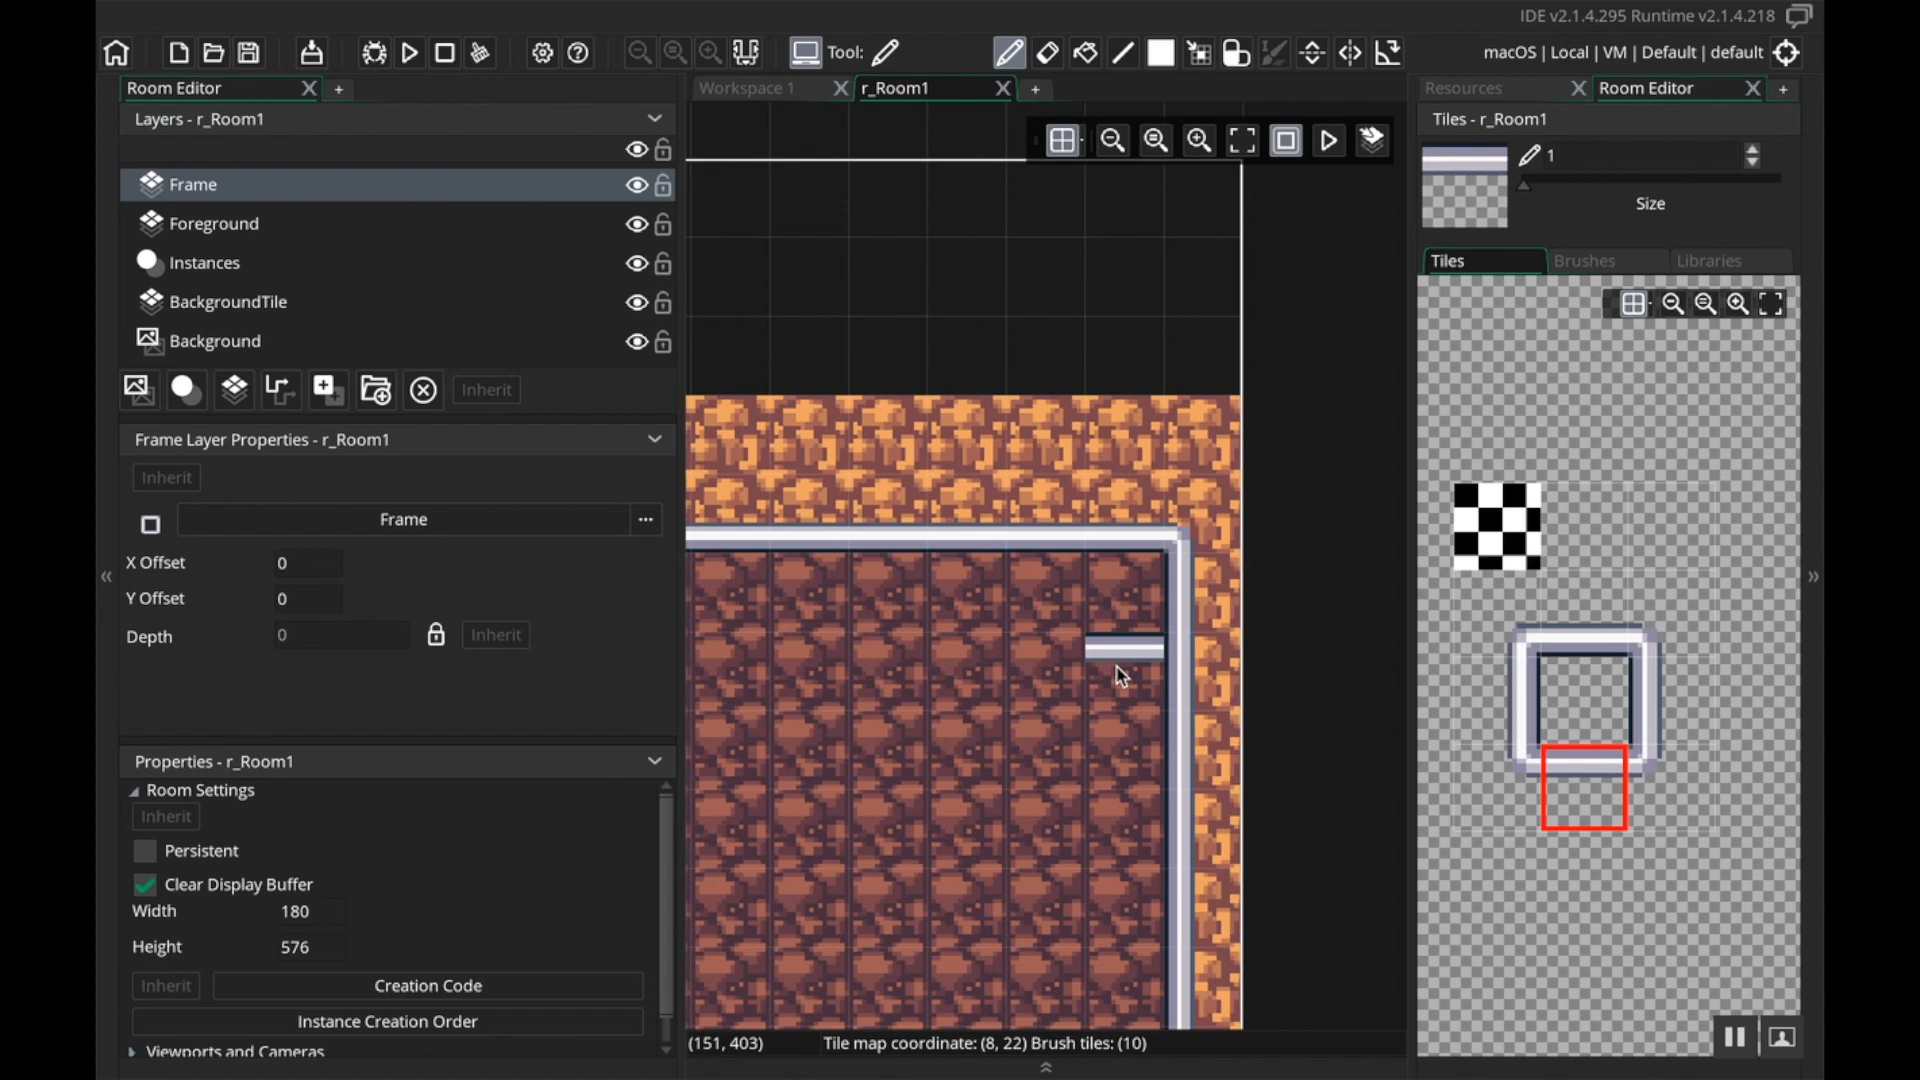 IDE v2.1.4.295 Runtime v2.1.4.218
Tool:
macOS | Local | VM | Default | default
Room Editor
Workspace 1
r_Room1
Resources
Room Editor
Layers - r_Room1
Frame
Foreground
Instances
BackgroundTile
Background
Inherit
Frame Layer Properties - r_Room1
Inherit
Frame
X Offset 0
Y Offset 0
Depth 0
Inherit
Properties - r_Room1
Room Settings
Inherit
Persistent
Clear Display Buffer
Width 180
Height 576
Inherit
Creation Code
Instance Creation Order
Viewports and Cameras
(151, 403)
Tile map coordinate: (8, 22) Brush tiles: (10)
Tiles - r_Room1
1
Size
Tiles
Brushes
Libraries